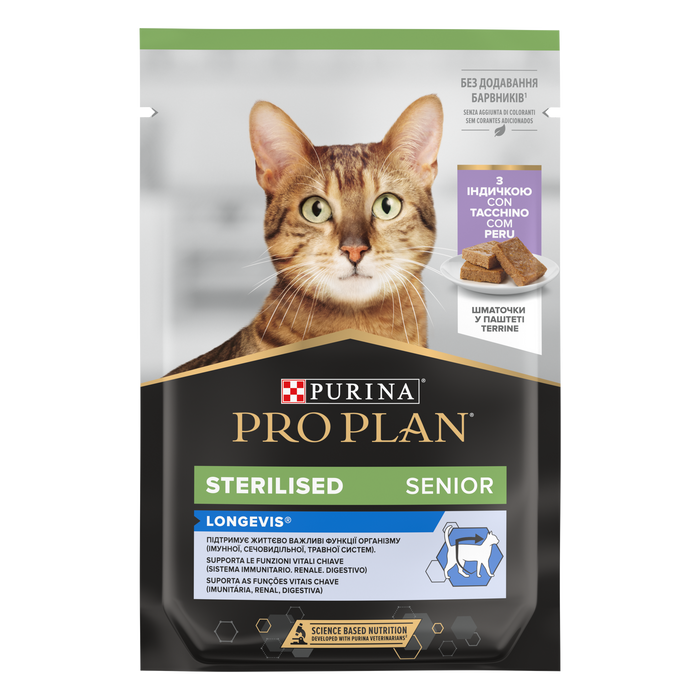 БЕЗ ДОДАВАННЯ
БАРВНИКІВ¹
SENZA AGGIUNTA DI COLORANTI
SEM CORANTES ADICIONADOS
З
ІНДИЧКОЮ
CON
TACCHINO
COM
PERU
ШМАТОЧКИ
У ПАШТЕТІ
TERRINE
PURINA®
PRO PLAN®
STERILISED SENIOR
LONGEVIS®
ПІДТРИМУЄ ЖИТТЄВО ВАЖЛИВІ ФУНКЦІЇ ОРГАНІЗМУ
(ІМУННОЇ, СЕЧОВИДІЛЬНОЇ, ТРАВНОЇ СИСТЕМ).
SUPPORTA LE FUNZIONI VITALI CHIAVE
(SISTEMA IMMUNITARIO. RENALE. DIGESTIVO)
SUPORTA AS FUNÇÕES VITAIS CHAVE
(IMUNITÁRIA, RENAL, DIGESTIVA)
SCIENCE BASED NUTRITION
DEVELOPED WITH PURINA VETERINARIANS²